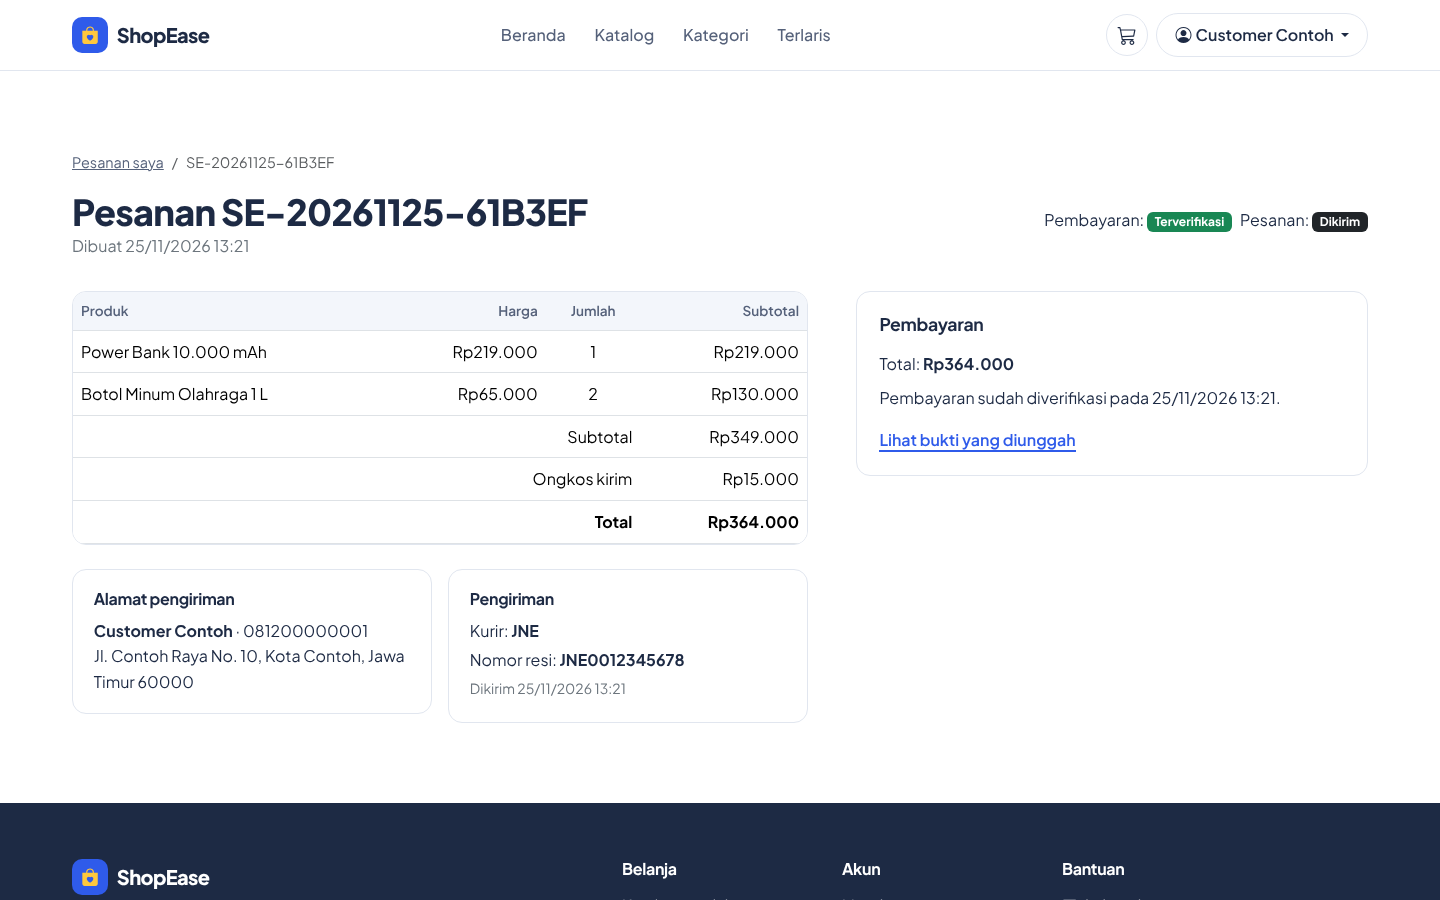 ShopEase
Beranda Katalog Kategori Terlaris
Customer Contoh
Pesanan saya / SE-20261125-61B3EF
Pesanan SE-20261125-61B3EF
Dibuat 25/11/2026 13:21
Pembayaran: Terverifikasi Pesanan: Dikirim
Produk Harga Jumlah Subtotal
Power Bank 10.000 mAh Rp219.000 1 Rp219.000
Botol Minum Olahraga 1 L Rp65.000 2 Rp130.000
Subtotal Rp349.000
Ongkos kirim Rp15.000
Total Rp364.000
Pembayaran
Total: Rp364.000
Pembayaran sudah diverifikasi pada 25/11/2026 13:21.
Lihat bukti yang diunggah
Alamat pengiriman
Customer Contoh · 081200000001
Jl. Contoh Raya No. 10, Kota Contoh, Jawa
Timur 60000
Pengiriman
Kurir: JNE
Nomor resi: JNE0012345678
Dikirim 25/11/2026 13:21
ShopEase
Belanja Akun Bantuan